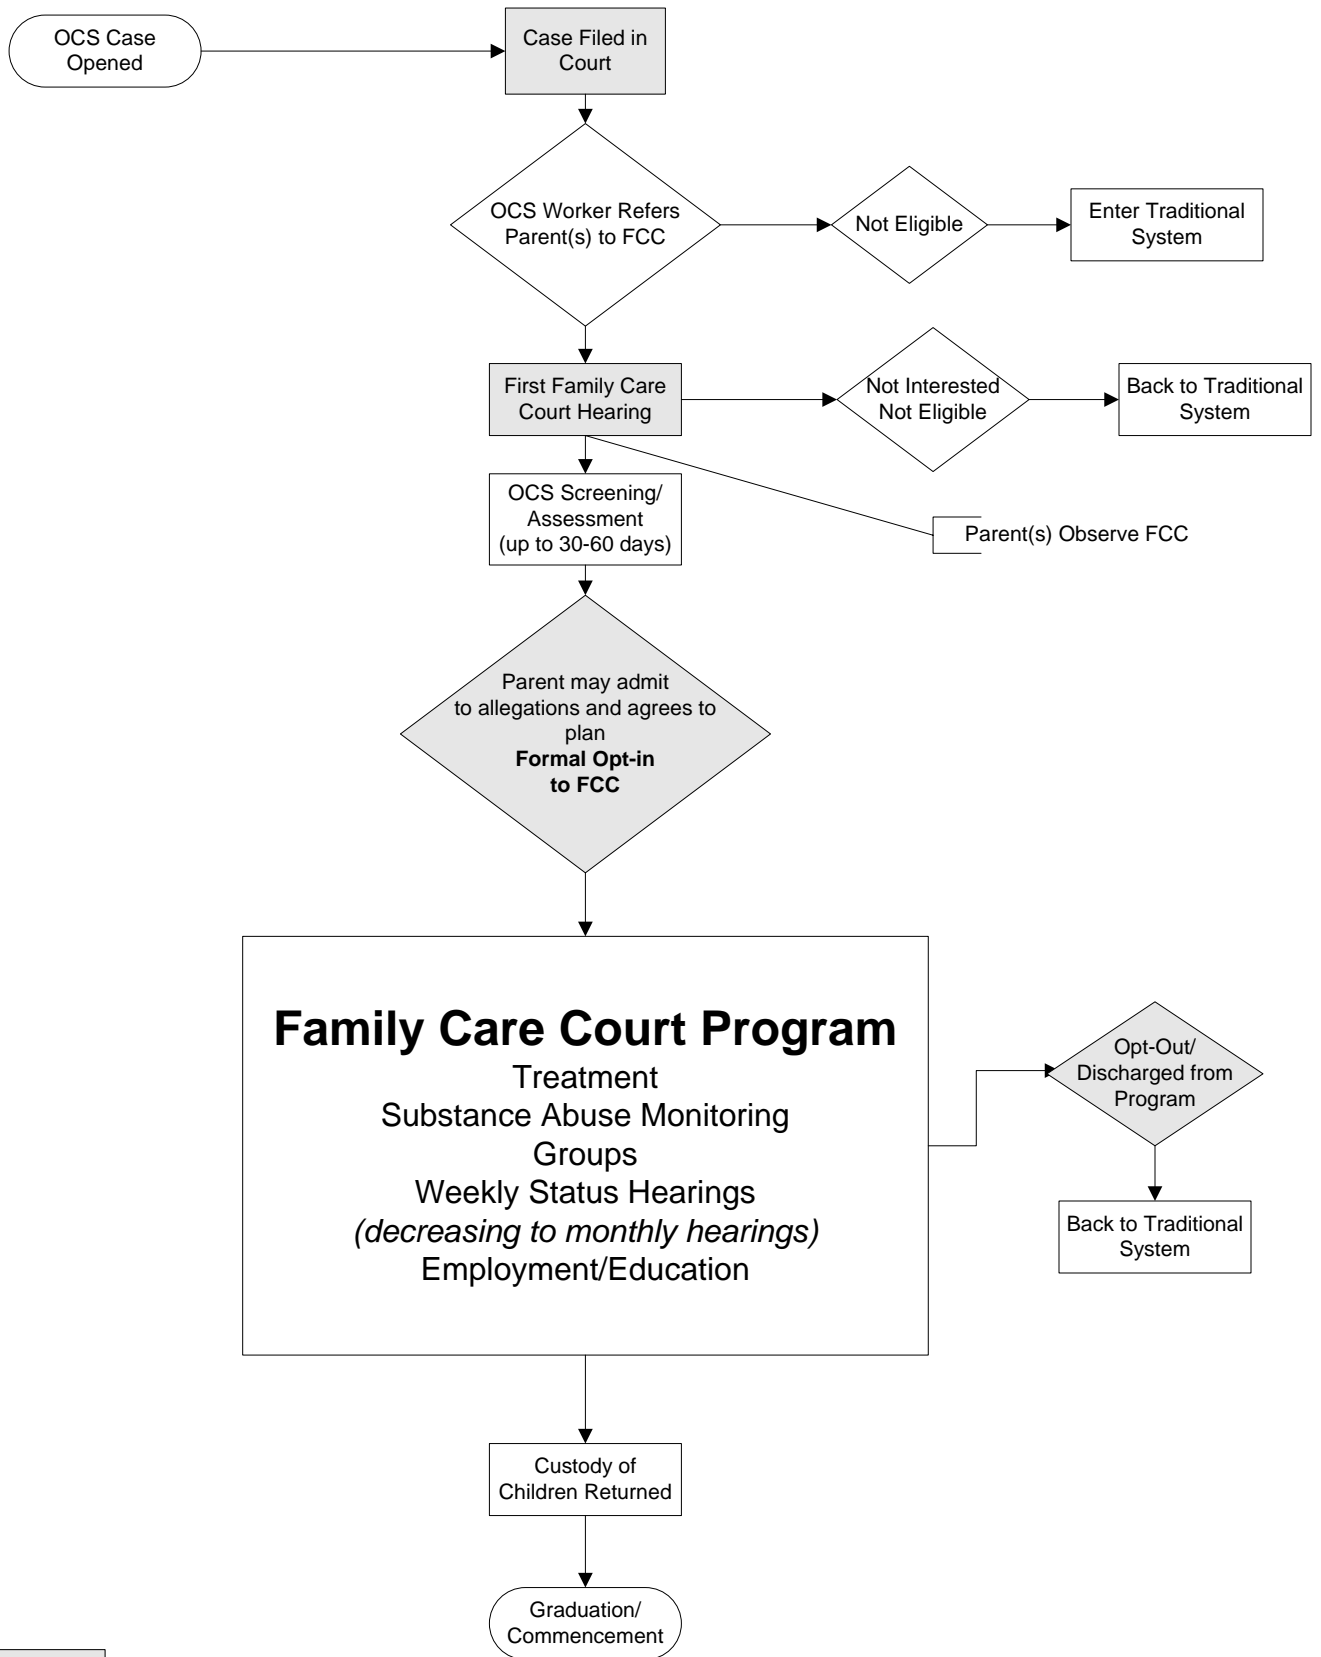 OCS Case
Opened
Case Filed in
Court
OCS Worker Refers
Parent(s) to FCC
Not Eligible
Enter Traditional
System
First Family Care
Court Hearing
Not Interested
Not Eligible
Back to Traditional
System
OCS Screening/
Assessment
(up to 30-60 days)
Parent(s) Observe FCC
Parent may admit
to allegations and agrees to
plan
Formal Opt-in
to FCC
Family Care Court Program
Treatment
Substance Abuse Monitoring
Groups
Weekly Status Hearings
(decreasing to monthly hearings)
Employment/Education
Opt-Out/
Discharged from
Program
Back to Traditional
System
Custody of
Children Returned
Graduation/
Commencement